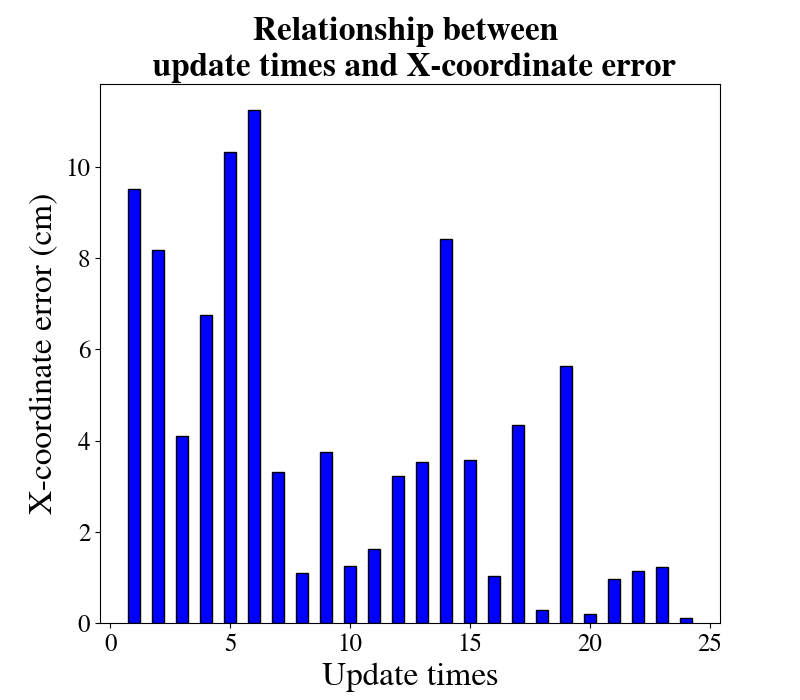 Relationship between
update times and X-coordinate error
X-coordinate error (cm)
10
8
6
4
2
0
0 5 10 15 20 25
Update times